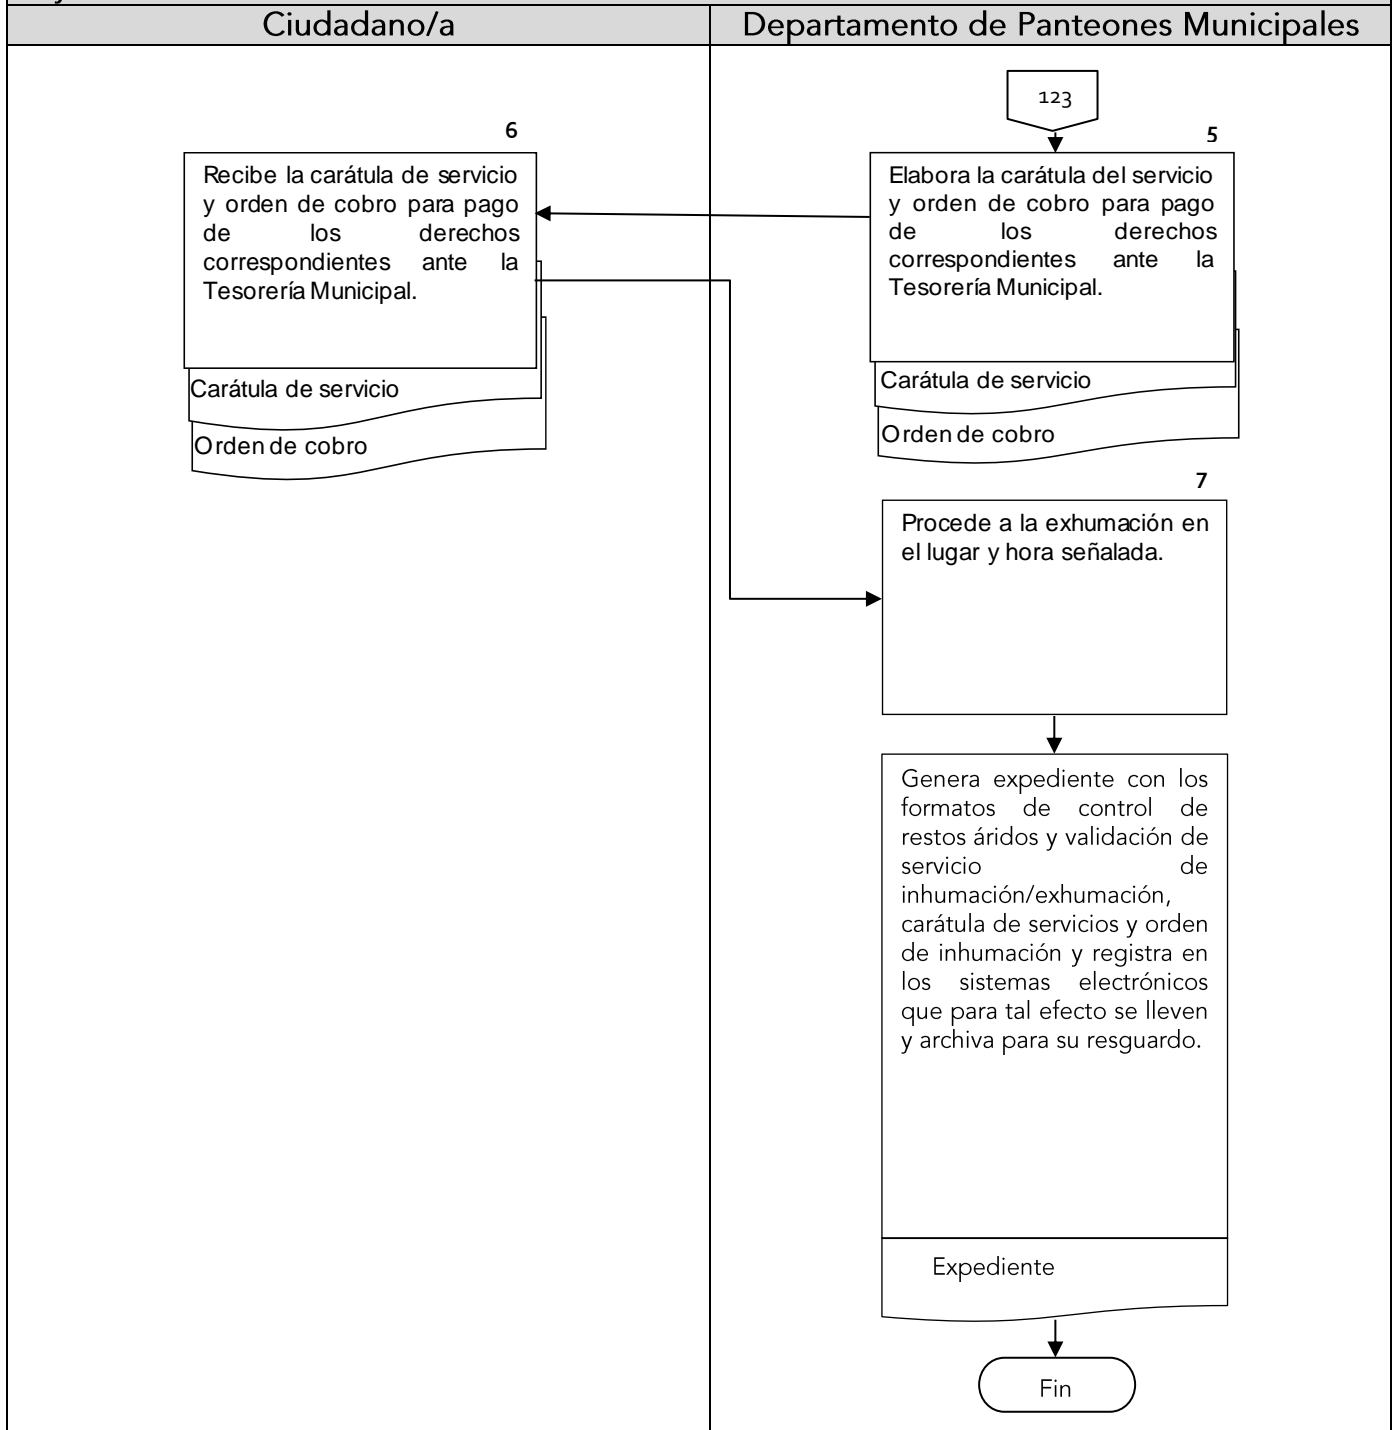 Ciudadano/a
Departamento de Panteones Municipales
123
6
Recibe la carátula de servicio
y orden de cobro para pago
de los derechos
correspondientes ante la
Tesorería Municipal.
Carátula de servicio
Orden de cobro
5
Elabora la carátula del servicio
y orden de cobro para pago
de los derechos
correspondientes ante la
Tesorería Municipal.
Carátula de servicio
Orden de cobro
7
Procede a la exhumación en
el lugar y hora señalada.
Genera expediente con los
formatos de control de
restos áridos y validación de
servicio de
inhumación/exhumación,
carátula de servicios y orden
de inhumación y registra en
los sistemas electrónicos
que para tal efecto se lleven
y archiva para su resguardo.
Expediente
Fin